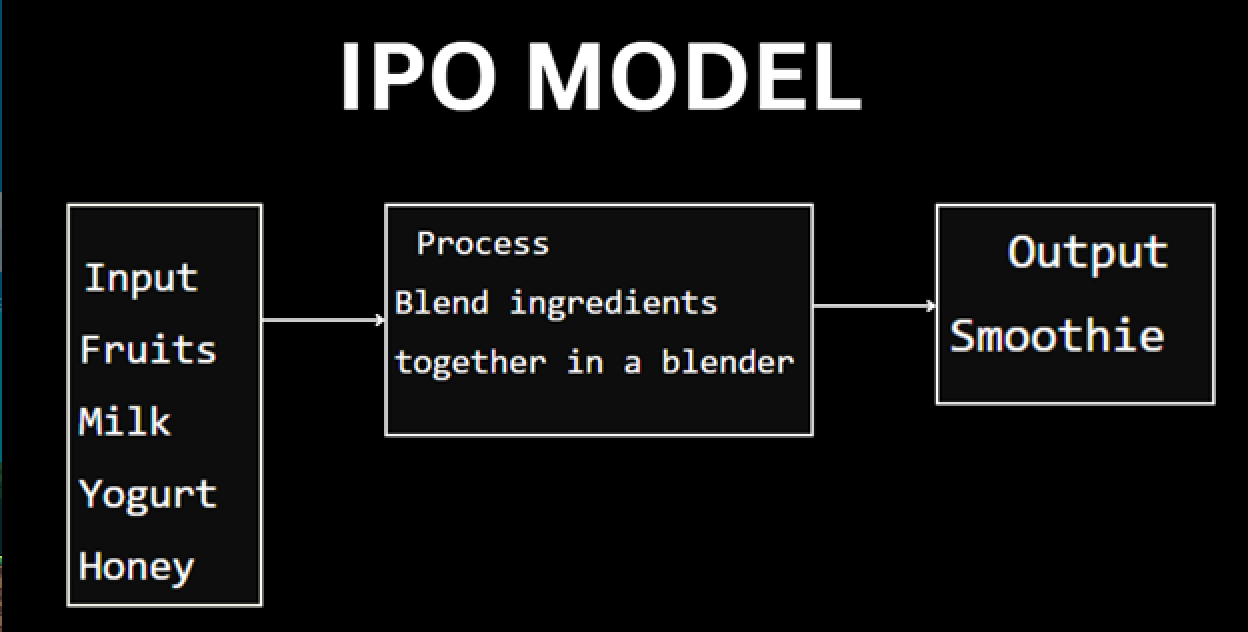 IPO MODEL
Input
Fruits
Milk
Yogurt
Honey
Process
Blend ingredients
together in a blender
Output
Smoothie